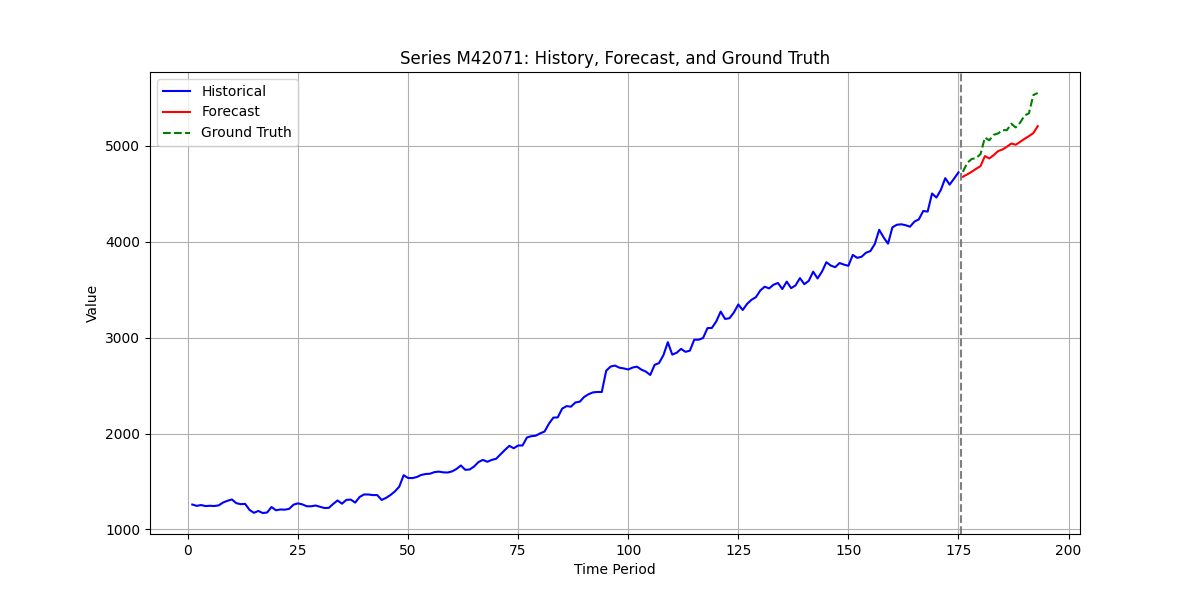 Series M42071: History, Forecast, and Ground Truth
Historical
Forecast
Ground Truth
5000
4000
3000
2000
1000
Value
0 25 50 75 100 125 150 175 200
Time Period